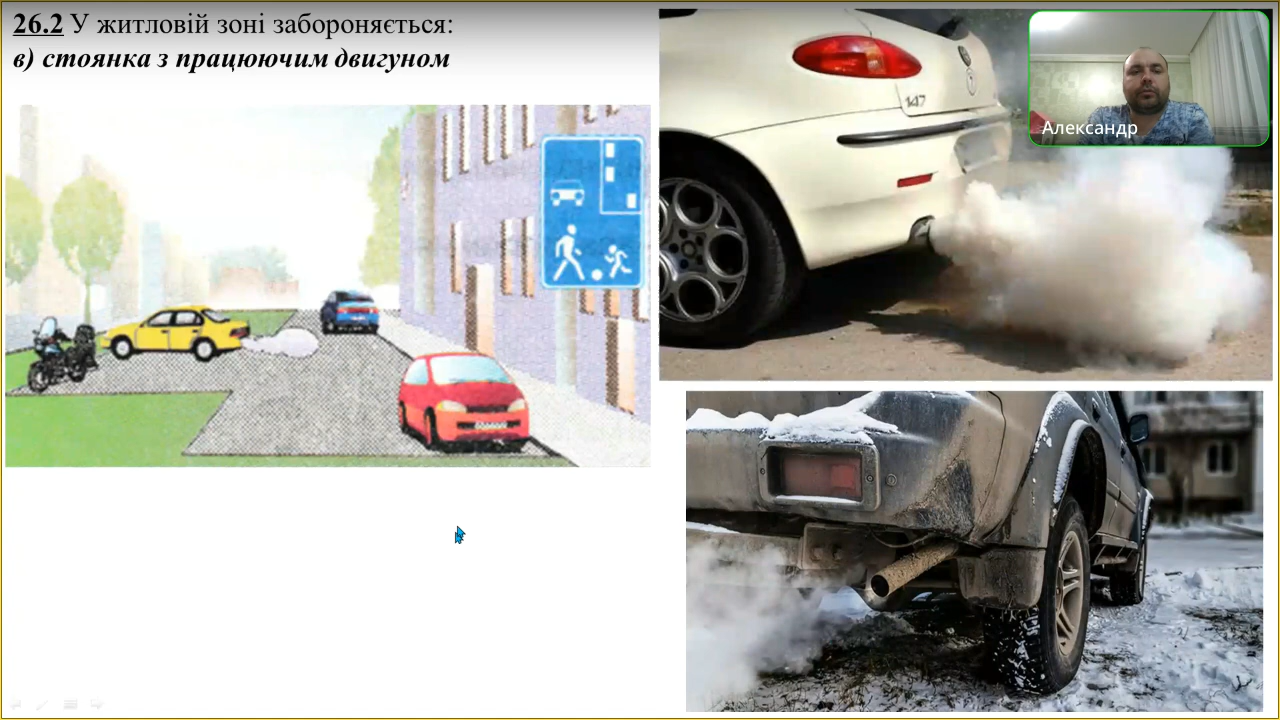 26.2 У житловій зоні забороняється:
в) стоянка з працюючим двигуном
147
Александр